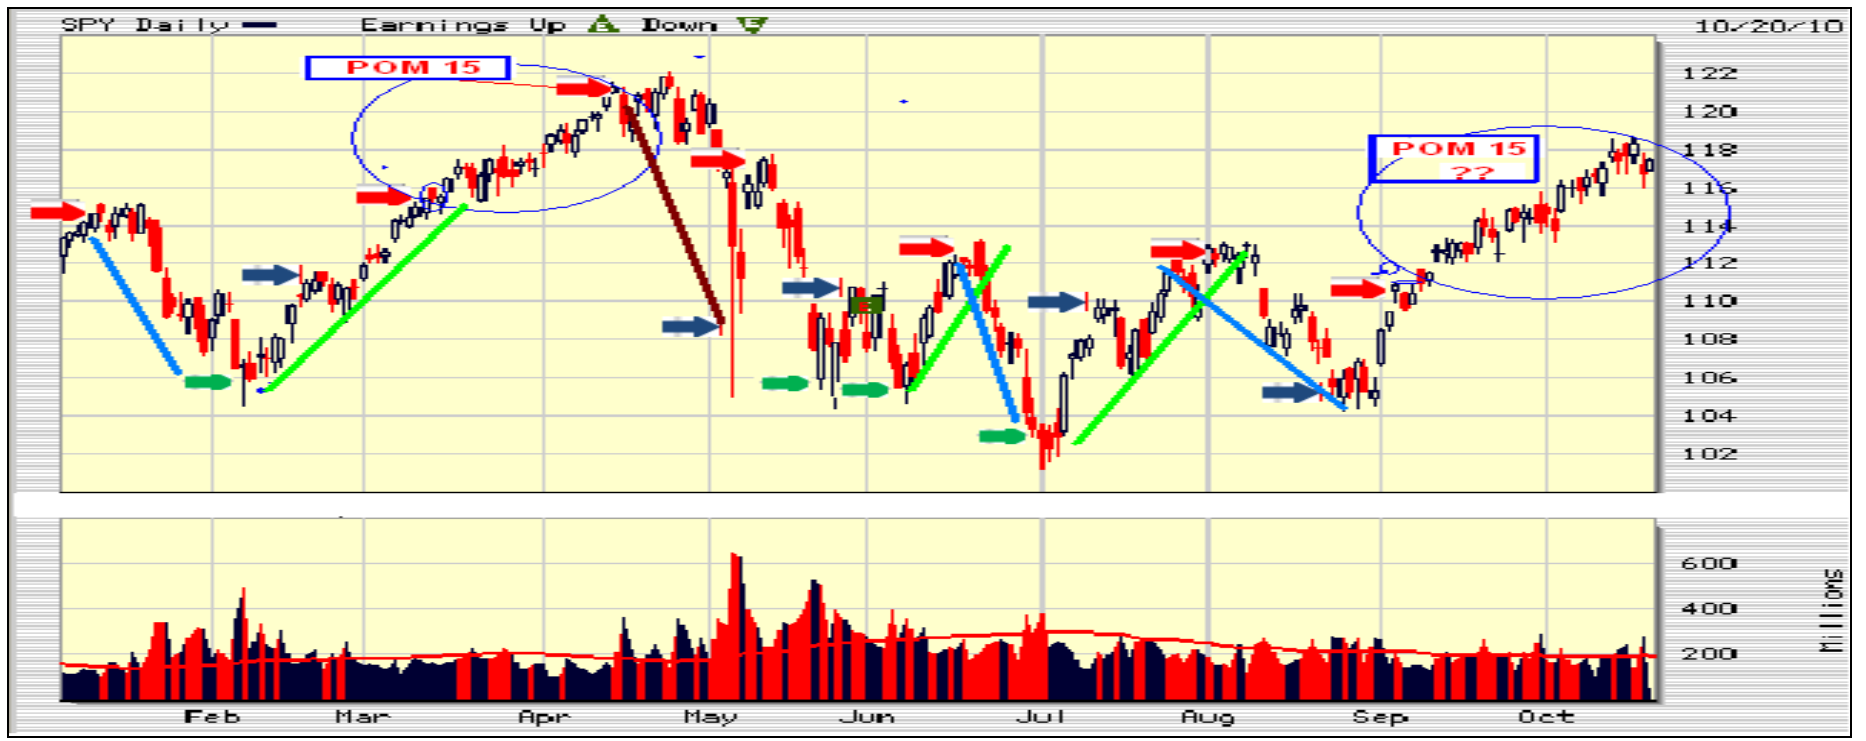 SPY Daily Earnings Up E Down E 10/20/10
POM 15
POM 15
??
122
120
118
116
114
112
110
108
106
104
102
E
600
400
200
Millions
Feb Mar Apr May Jun Jul Aug Sep Oct